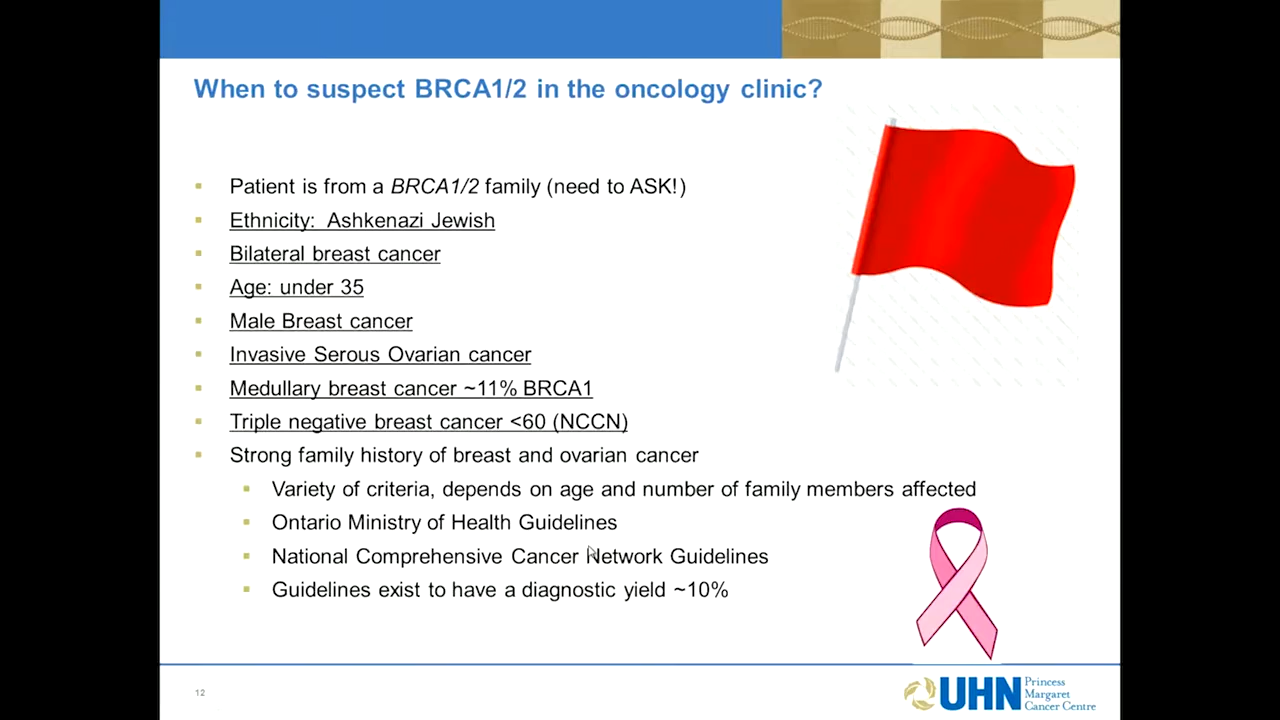 When to suspect BRCA1/2 in the oncology clinic?
Patient is from a BRCA1/2 family (need to ASK!)
Ethnicity: Ashkenazi Jewish
Bilateral breast cancer
Age: under 35
Male Breast cancer
Invasive Serous Ovarian cancer
Medullary breast cancer ~11% BRCA1
Triple negative breast cancer <60 (NCCN)
Strong family history of breast and ovarian cancer
Variety of criteria, depends on age and number of family members affected
Ontario Ministry of Health Guidelines
National Comprehensive Cancer Network Guidelines
Guidelines exist to have a diagnostic yield ~10%
12
UHN
Princess
Margaret
Cancer Centre